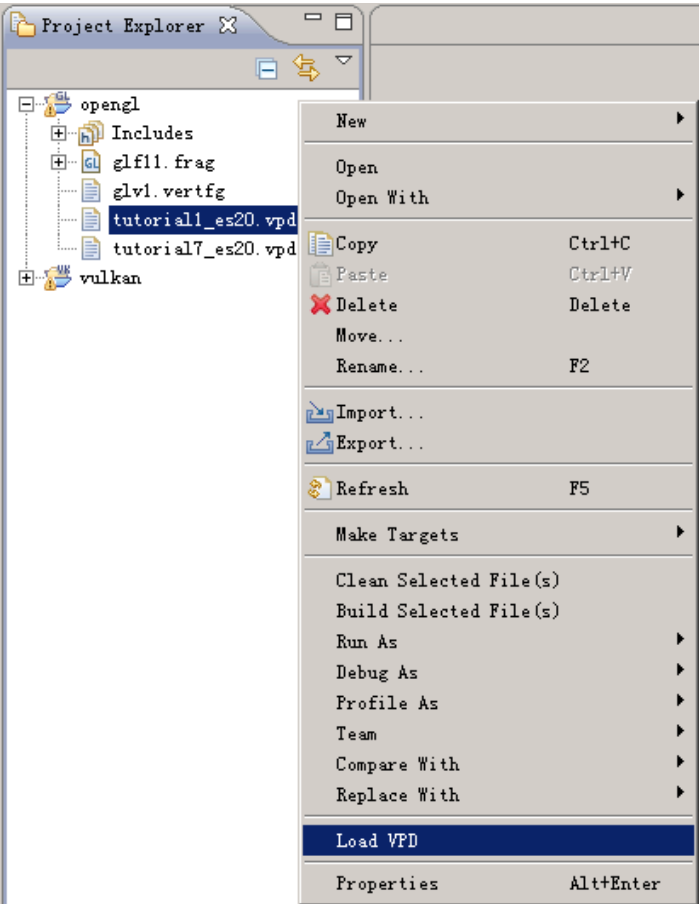 Project Explorer
opengl
Includes
glf11.frag
glv1.vertfg
tutorial1_es20.vpd
tutorial7_es20.vpd
vulkan
New
Open
Open With
Copy Ctrl+C
Paste Ctrl+V
Delete Delete
Move...
Rename... F2
Import...
Export...
Refresh F5
Make Targets
Clean Selected File(s)
Build Selected File(s)
Run As
Debug As
Profile As
Team
Compare With
Replace With
Load VPD
Properties Alt+Enter